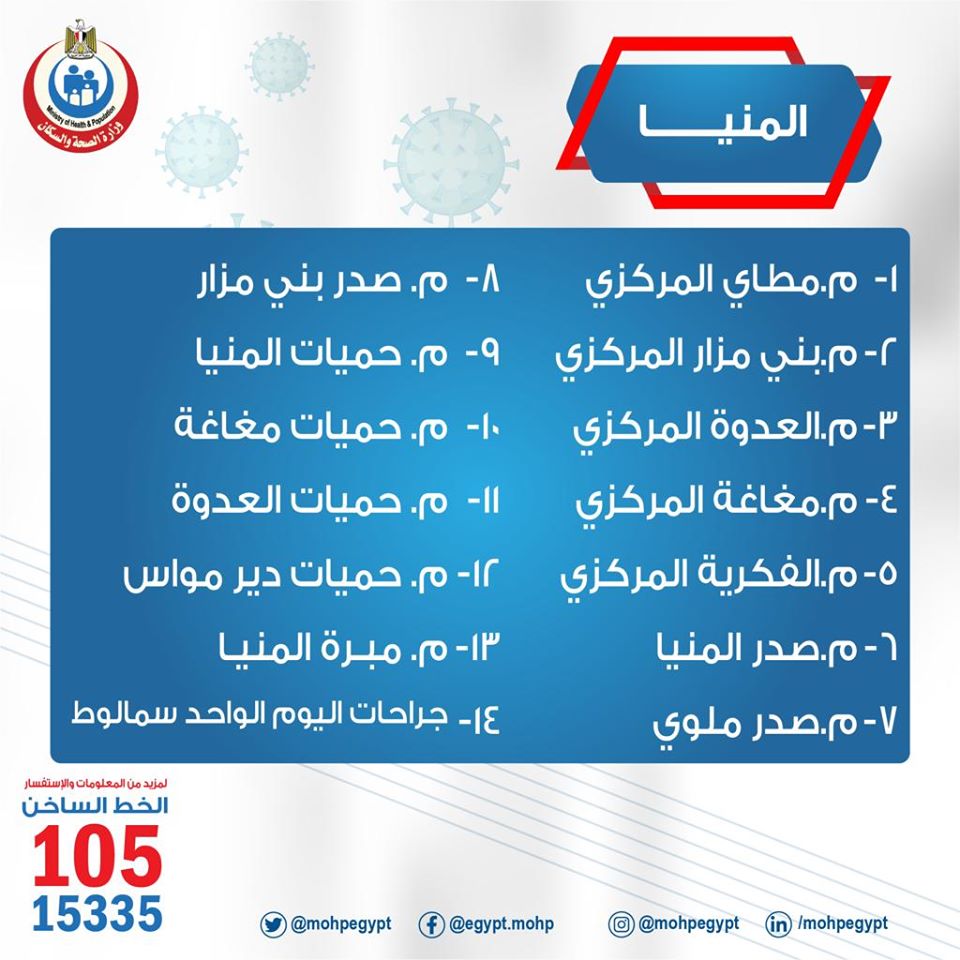 Ministry of Health & Population
وزارة الصحة والسكان
المنيـــا
١- م.مطاي المركزي
٢- م.بني مزار المركزي
٣- م.العدوة المركزي
٤- م.مغاغة المركزي
٥- م.الفكرية المركزي
٦- م.صدر المنيا
٧- م.صدر ملوي
٨- م. صدر بني مزار
٩- م. حميات المنيا
١٠- م. حميات مغاغة
١١- م. حميات العدوة
١٢- م. حميات دير مواس
١٣- م. مبـرة المنيـا
١٤- جراحات اليوم الواحد سمالوط
لمزيد من المعلومات والإستفسار
الخط الساخن
105
15335
@mohpegypt
@egypt.mohp
@mohpegypt
/mohpegypt